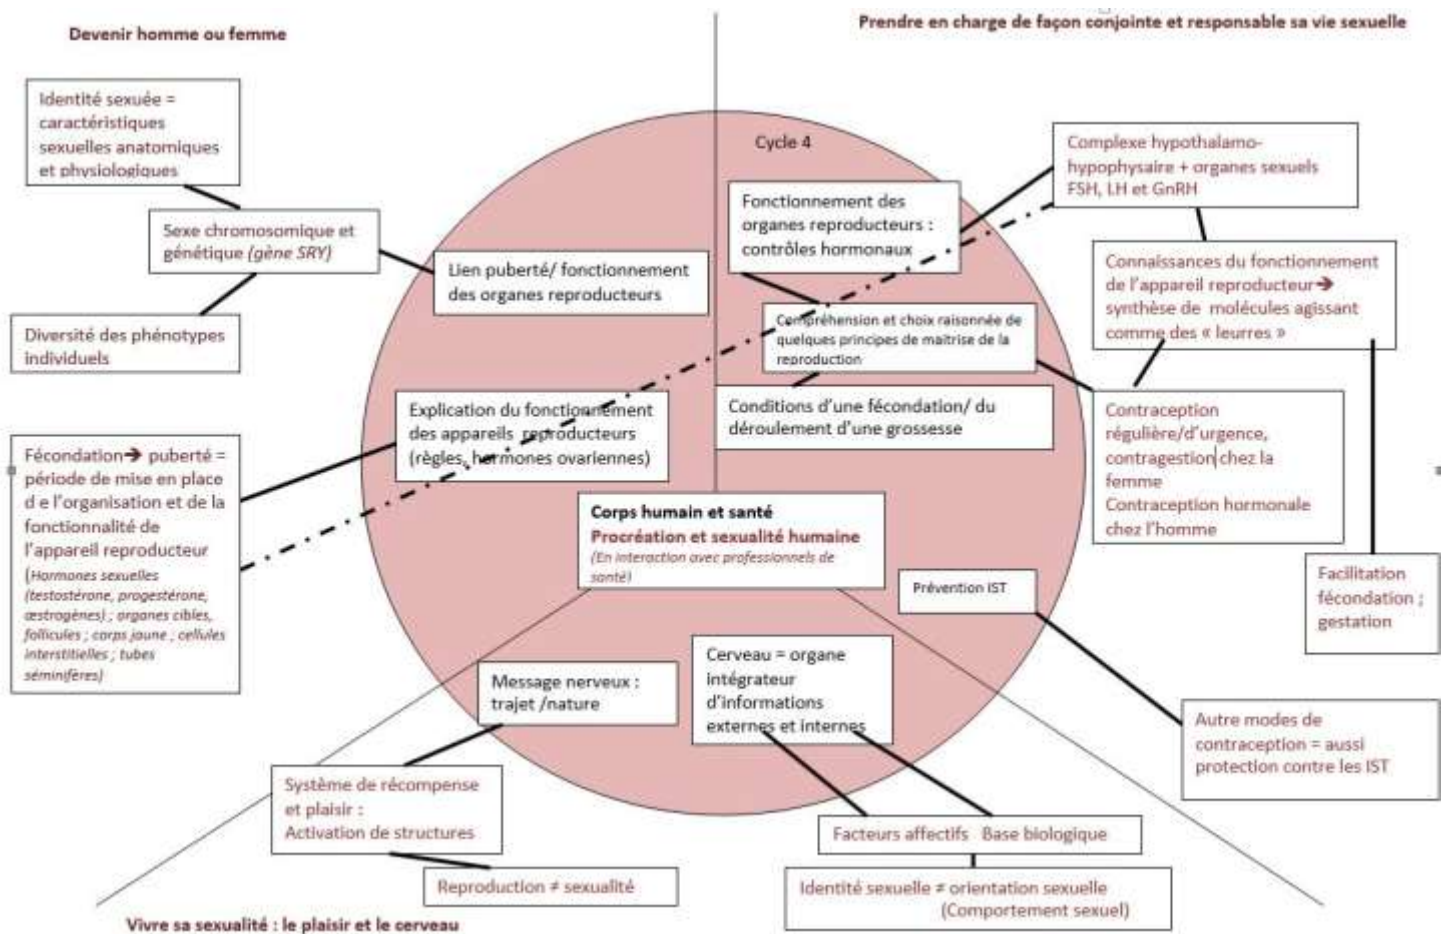 Devenir homme ou femme
Prendre en charge de façon conjointe et responsable sa vie sexuelle
Identité sexuée =
caractéristiques
sexuelles anatomiques
et physiologiques
Sexe chromosomique et
génétique (gène SRY)
Diversité des phénotypes
individuels
Lien puberté/ fonctionnement
des organes reproducteurs
Cycle 4
Fonctionnement des
organes reproducteurs :
contrôles hormonaux
Complexe hypothalamo-
hypophysaire + organes sexuels
FSH, LH et GnRH
Connaissances du fonctionnement
de l'appareil reproducteur➔
synthèse de molécules agissant
comme des « leurres »
Compréhension et choix raisonnée de
quelques principes de maitrise de la
reproduction
Conditions d'une fécondation/ du
déroulement d'une grossesse
Explication du fonctionnement
des appareils reproducteurs
(règles, hormones ovariennes)
Fécondation➔ puberté =
période de mise en place
d e l'organisation et de la
fonctionnalité de
l'appareil reproducteur
(Hormones sexuelles
(testostérone, progestérone,
œstrogènes) ; organes cibles,
follicules ; corps jaune ; cellules
interstitielles ; tubes
séminifères)
Contraception
régulière/d'urgence,
contragestion chez la
femme
Contraception hormonale
chez l'homme
Corps humain et santé
Procréation et sexualité humaine
(En interaction avec professionnels de
santé)
Prévention IST
Facilitation
fécondation ;
gestation
Message nerveux :
trajet /nature
Cerveau = organe
intégrateur
d'informations
externes et internes
Autre modes de
contraception = aussi
protection contre les IST
Système de récompense
et plaisir :
Activation de structures
Facteurs affectifs Base biologique
Reproduction ≠ sexualité
Identité sexuelle ≠ orientation sexuelle
(Comportement sexuel)
Vivre sa sexualité : le plaisir et le cerveau